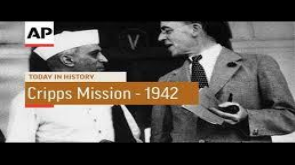 AP
V
TODAY IN HISTORY
Cripps Mission - 1942